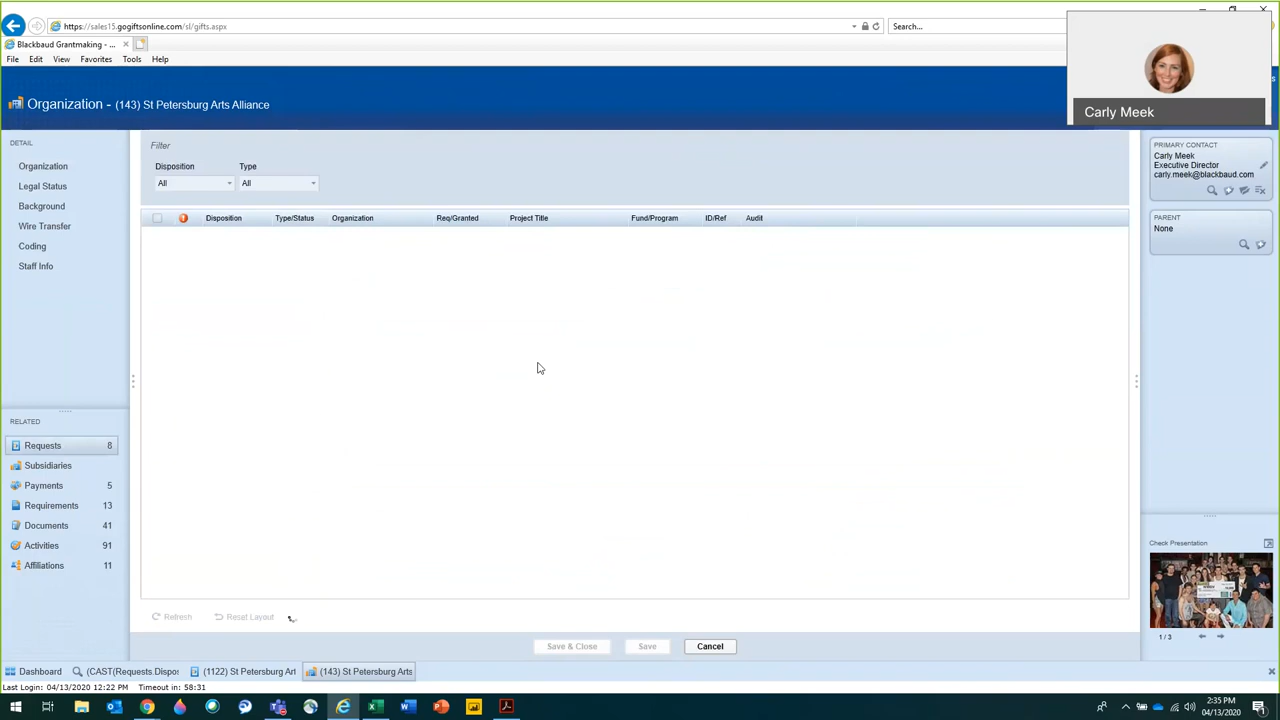 https://sales15.gogiftsonline.com/sl/gifts.aspx
Search...
Blackbaud Grantmaking - ...
File Edit View Favorites Tools Help
Carly Meek
Organization - (143) St Petersburg Arts Alliance
DETAIL
Organization
Legal Status
Background
Wire Transfer
Coding
Staff Info
Filter
Disposition Type
All All
Disposition Type/Status Organization Req/Granted Project Title Fund/Program ID/Ref Audit
PRIMARY CONTACT
Carly Meek
Executive Director
carly.meek@blackbaud.com
PARENT
None
RELATED
Requests 8
Subsidiaries
Payments 5
Requirements 13
Documents 41
Activities 91
Affiliations 11
Check Presentation
1 / 3
Refresh Reset Layout
Save & Close Save Cancel
Dashboard (CAST(Requests.Dispos (1122) St Petersburg Art (143) St Petersburg Arts
Last Login: 04/13/2020 12:22 PM Timeout in: 58:31
2:35 PM
04/13/2020